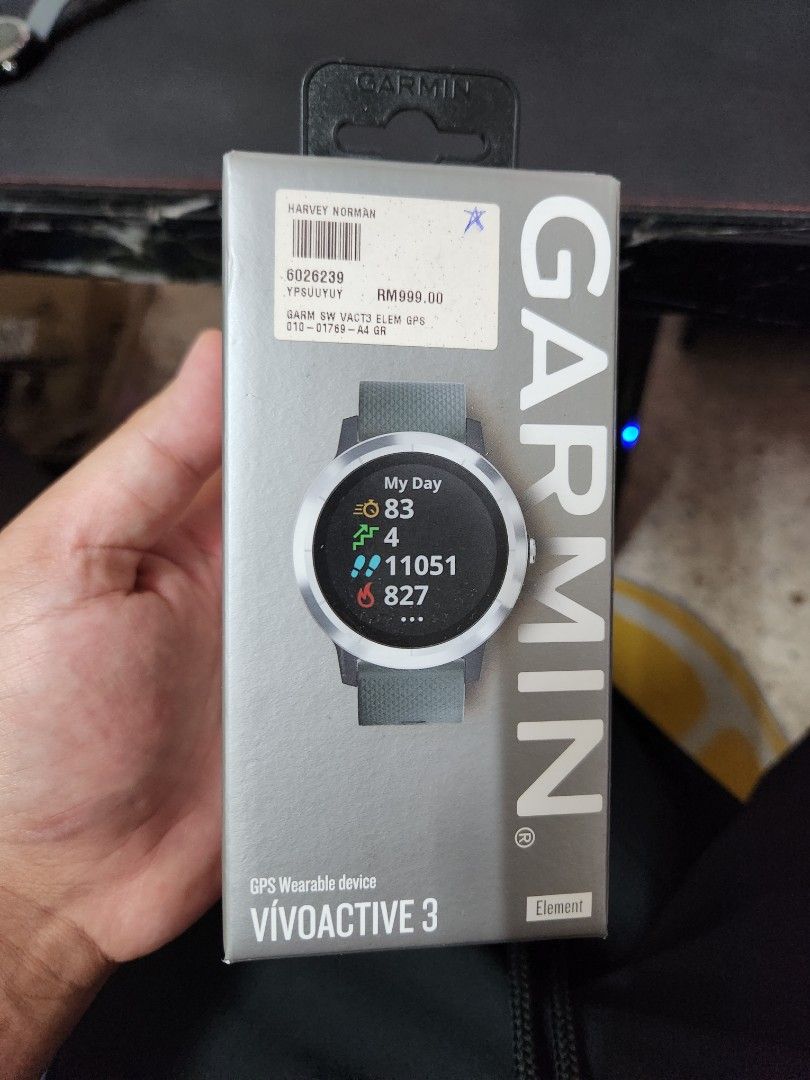 GARMIN
HARVEY NORMAN
6026239
YPSUUYUY RM999.00
GARM SW VACT3 ELEM GPS
010-01769-A4 GR
GARMIN®
My Day
83
4
11051
827
...
GPS Wearable device
VÍVOACTIVE 3
Element